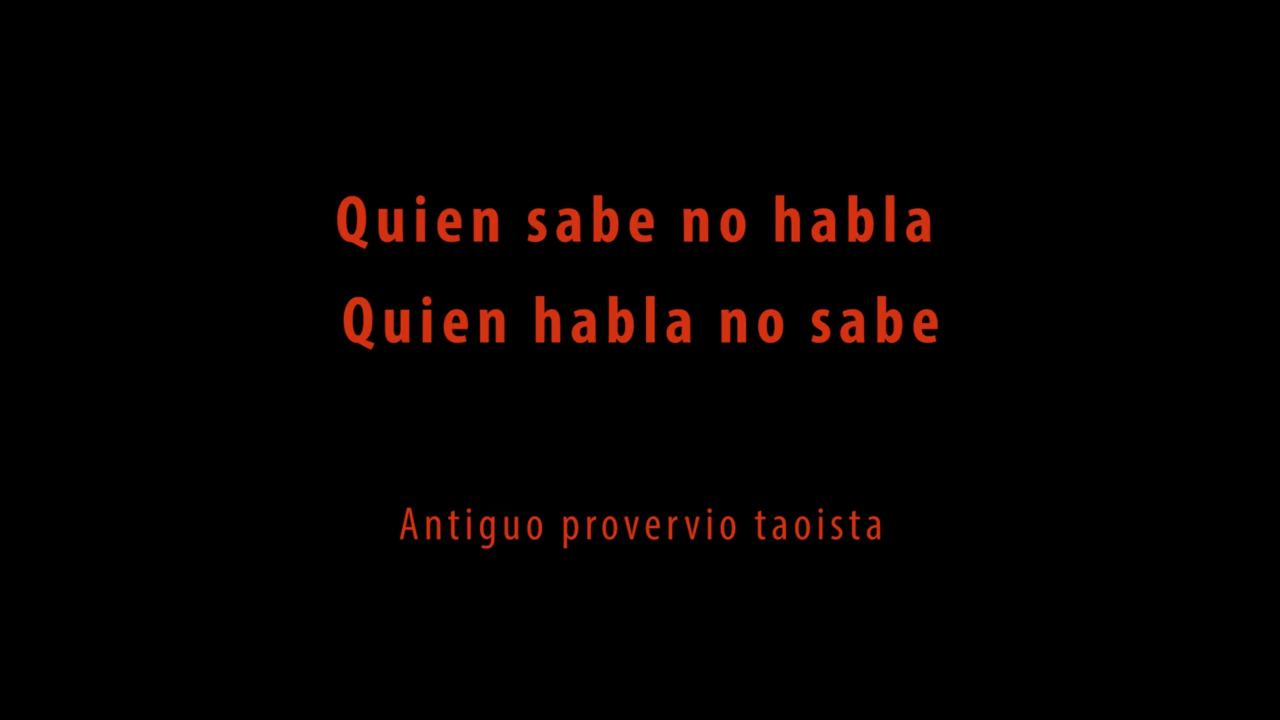 Quien sabe no habla
Quien habla no sabe
Antiguo provervio taoista